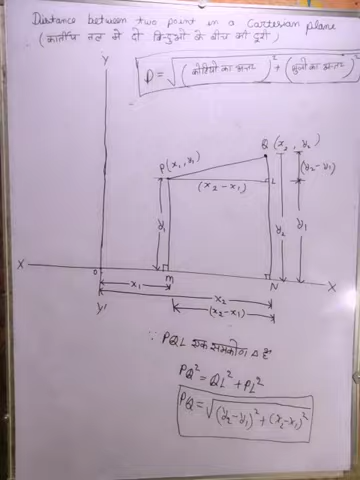 Distance between two point in a Cartesian plane
(कार्तीय तल में दो बिन्दुओं के बीच की दूरी)
D = √(कोटियों का अन्तर)² + (भुजों का अन्तर)²
Y
Q (x₂, y₂)
P(x₁, y₁)
(y₂-y₁)
(x₂-x₁)
L
y₁
y₂
y₁
X
O
M
N
X
x₁
Y'
x₂
(x₂-x₁)
∵ PQL एक समकोण Δ है
PQ² = QL² + PL²
PQ = √(y₂-y₁)² + (x₂-x₁)²